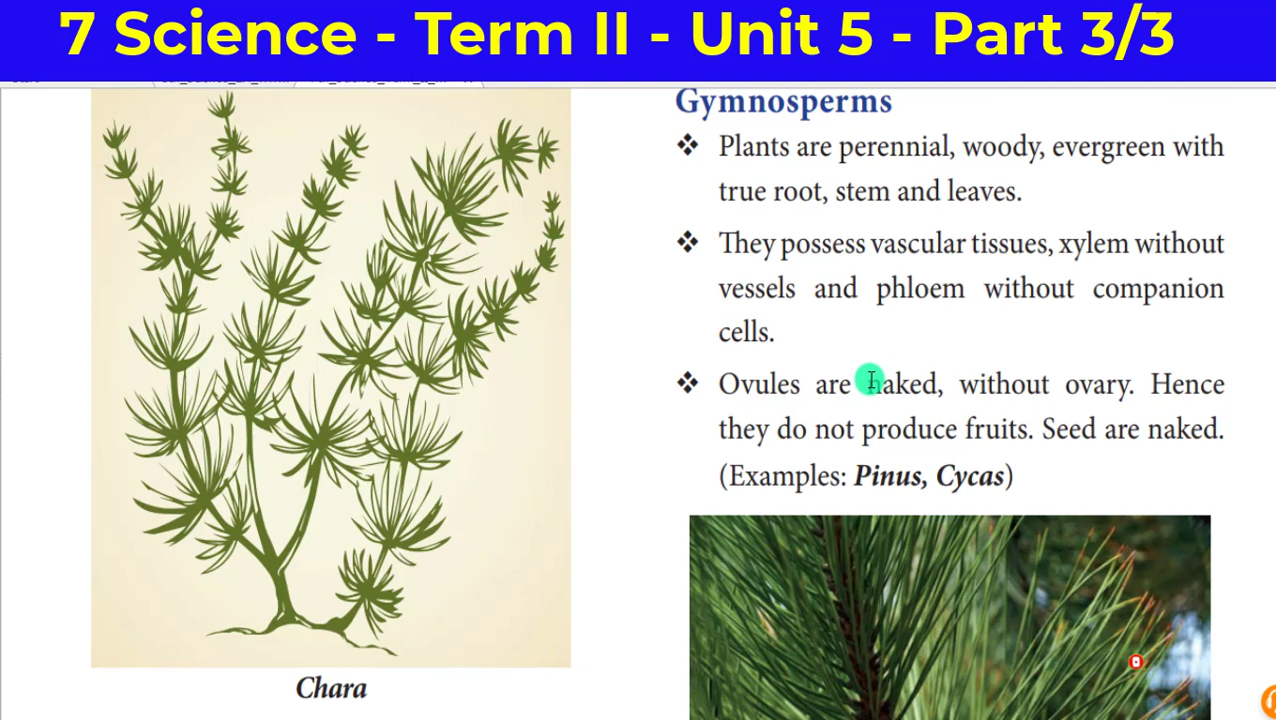 7 Science - Term II - Unit 5 - Part 3/3
Gymnosperms
❖ Plants are perennial, woody, evergreen with
true root, stem and leaves.
❖ They possess vascular tissues, xylem without
vessels and phloem without companion
cells.
❖ Ovules are naked, without ovary. Hence
they do not produce fruits. Seed are naked.
(Examples: Pinus, Cycas)
Chara